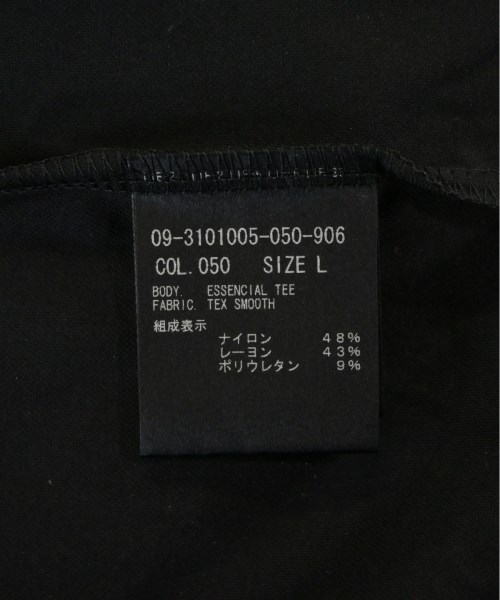 09-3101005-050-906
COL.050 SIZE L
BODY. ESSENCIAL TEE
FABRIC. TEX SMOOTH
組成表示
ナイロン 48%
レーヨン 43%
ポリウレタン 9%